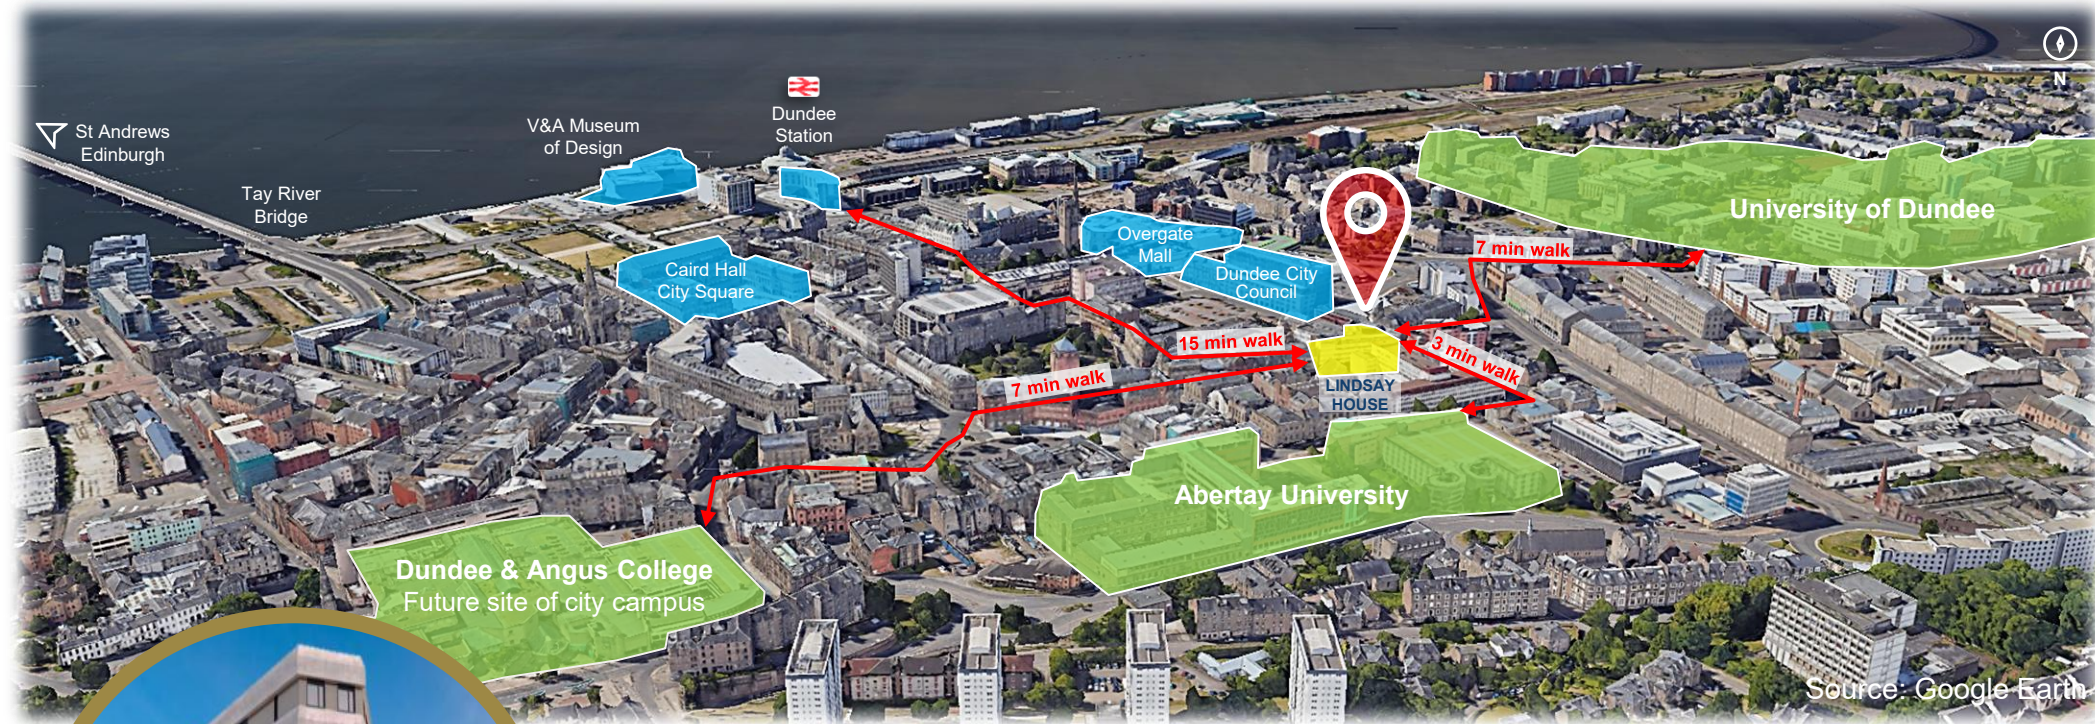 N
St Andrews
Edinburgh
Tay River
Bridge
V&A Museum
of Design
Dundee
Station
Caird Hall
City Square
Overgate
Mall
Dundee City
Council
University of Dundee
7 min walk
15 min walk
3 min walk
7 min walk
LINDSAY
HOUSE
Abertay University
Dundee & Angus College
Future site of city campus
Source: Google Earth